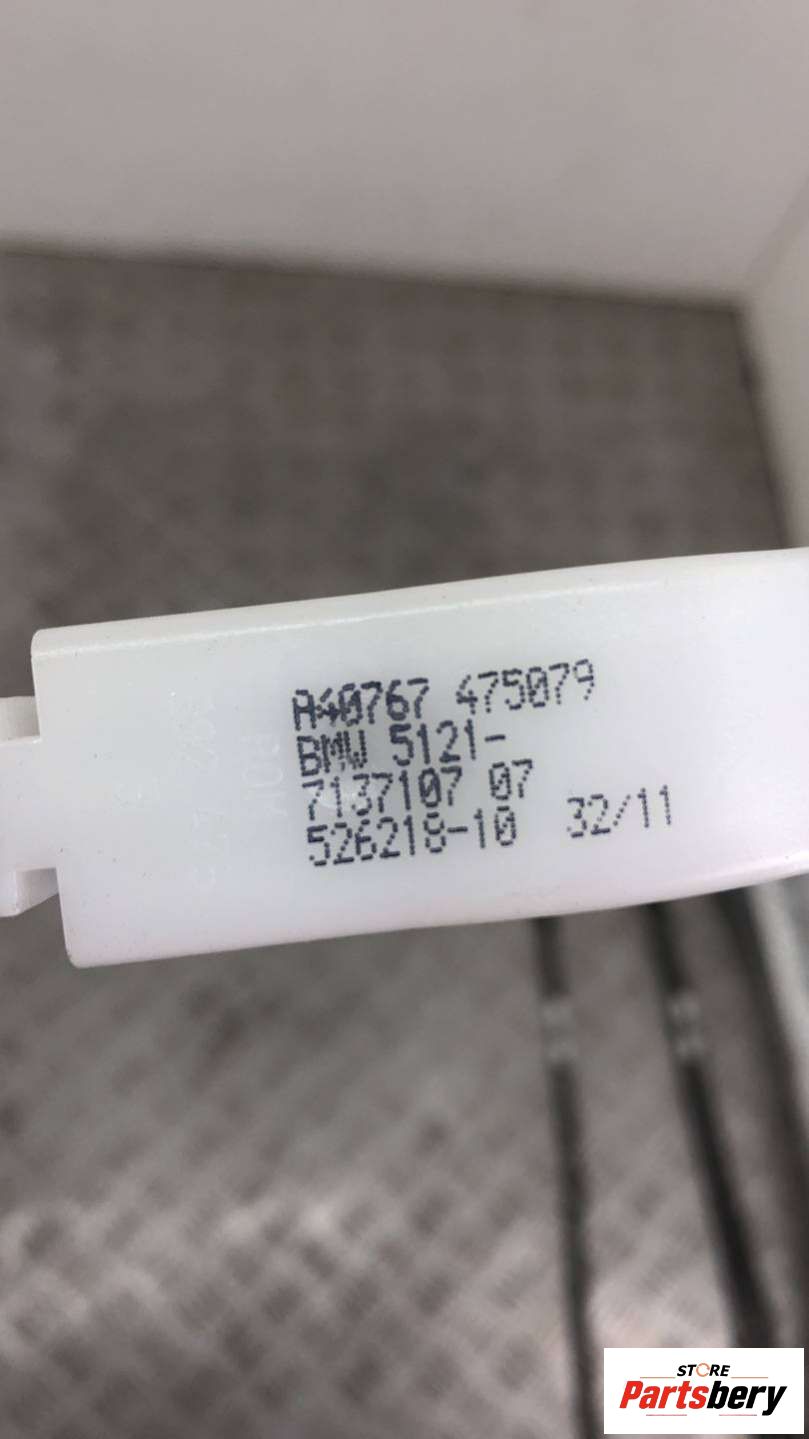 A40767 475079
BMW 5121-
7137107 07
526218-10 32/11
STORE
Partsbery